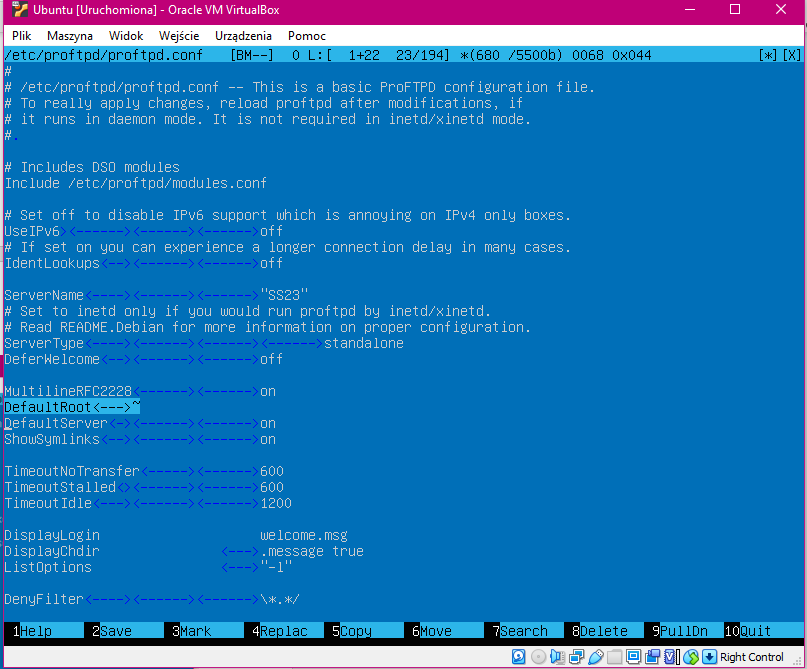 Ubuntu [Uruchomiona] - Oracle VM VirtualBox
Plik Maszyna Widok Wejście Urządzenia Pomoc
/etc/proftpd/proftpd.conf [BM--] 0 L:[ 1+22 23/194] *(680 /5500b) 0068 0x044 [*][X]
#
# /etc/proftpd/proftpd.conf -- This is a basic ProFTPD configuration file.
# To really apply changes, reload proftpd after modifications, if
# it runs in daemon mode. It is not required in inetd/xinetd mode.
#.
# Includes DSO modules
Include /etc/proftpd/modules.conf
# Set off to disable IPv6 support which is annoying on IPv4 only boxes.
UseIPv6><------><------>off
# If set on you can experience a longer connection delay in many cases.
IdentLookups<--><------><------>off
ServerName<----><------><------>"SS23"
# Set to inetd only if you would run proftpd by inetd/xinetd.
# Read README.Debian for more information on proper configuration.
ServerType<----><------><------><------>standalone
DeferWelcome<--><------><------>off
MultilineRFC2228<------><------>on
DefaultRoot<--->~
DefaultServer<-><------><------>on
ShowSymlinks<--><------><------>on
TimeoutNoTransfer<------><------>600
TimeoutStalled<><------><------>600
TimeoutIdle<---><------><------>1200
DisplayLogin welcome.msg
DisplayChdir <--->.message true
ListOptions <--->"-l"
DenyFilter<----><------><------>\*.*/
1Help 2Save 3Mark 4Replac 5Copy 6Move 7Search 8Delete 9PullDn 10Quit
Right Control